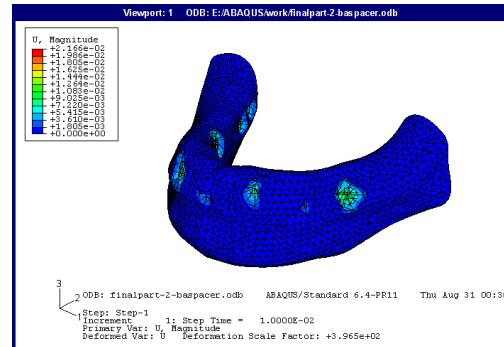 Viewport: 1 ODB: E:/ABAQUS/work/finalpart-2-baspacer.odb
U, Magnitude
+2.166e-02
+1.986e-02
+1.805e-02
+1.625e-02
+1.444e-02
+1.264e-02
+1.083e-02
+9.025e-03
+7.220e-03
+5.415e-03
+3.610e-03
+1.805e-03
+0.000e+00
3
2
1
ODB: finalpart-2-baspacer.odb ABAQUS/Standard 6.4-PR11 Thu Aug 31 00:30
Step: Step-1
Increment 1: Step Time = 1.0000E-02
Primary Var: U, Magnitude
Deformed Var: U Deformation Scale Factor: +3.965e+02